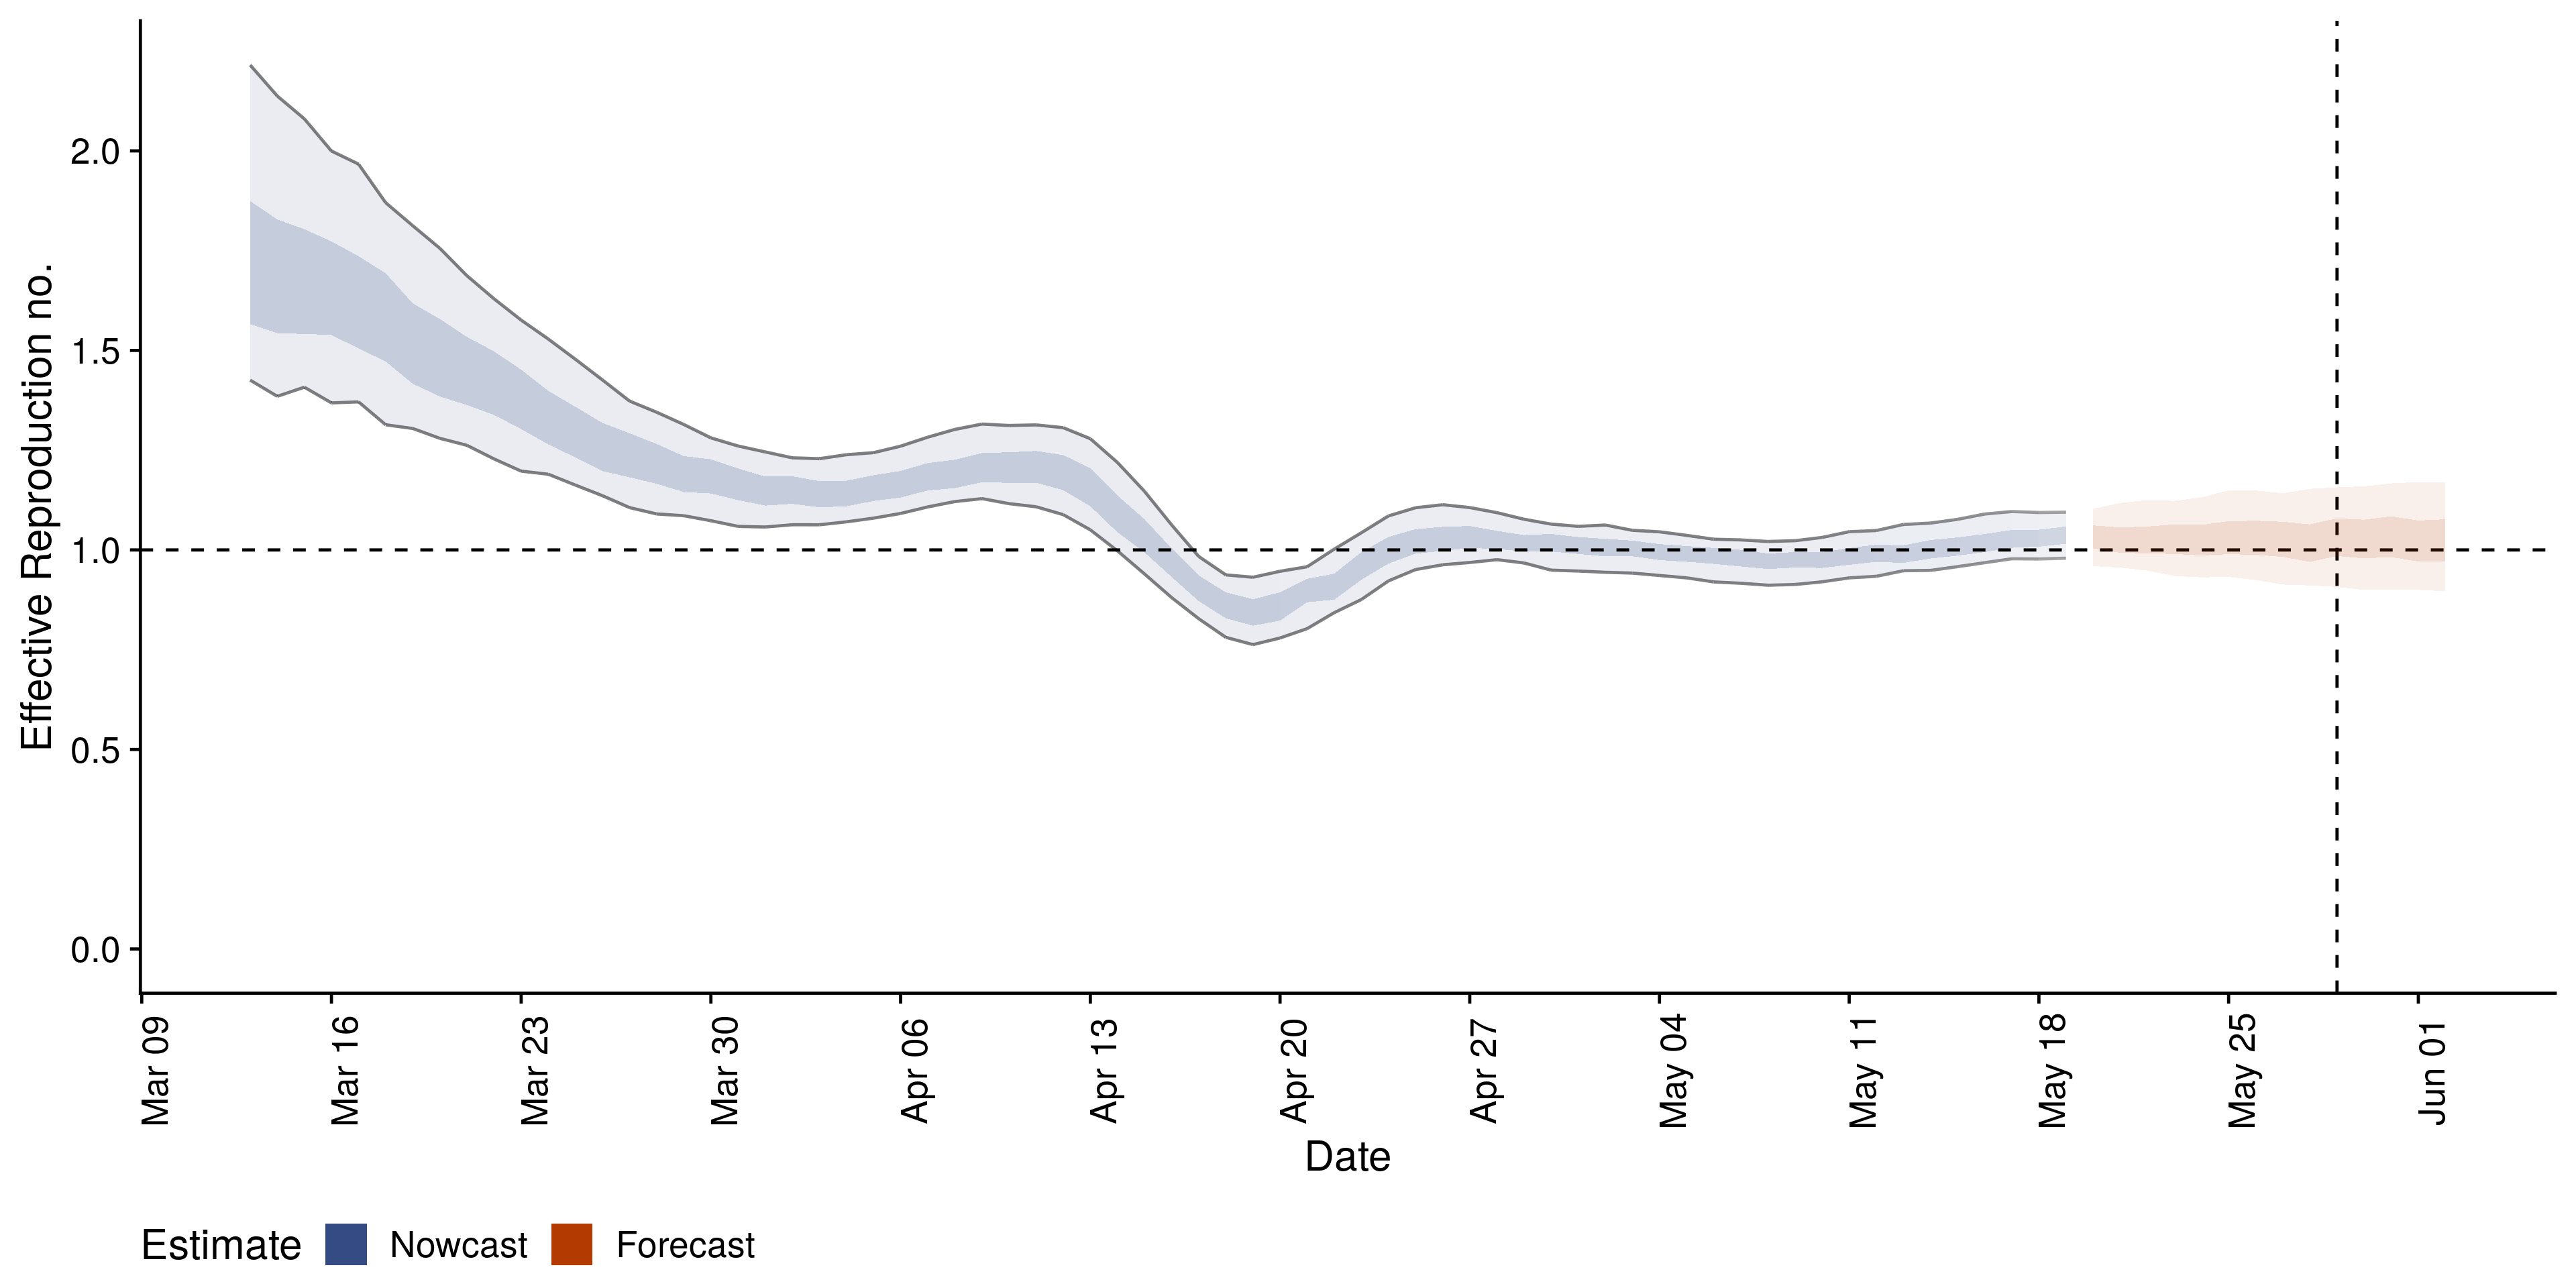 Effective Reproduction no.
2.0
1.5
1.0
0.5
0.0
Mar 09
Mar 16
Mar 23
Mar 30
Apr 06
Apr 13
Apr 20
Apr 27
May 04
May 11
May 18
May 25
Jun 01
Date
Estimate Nowcast Forecast